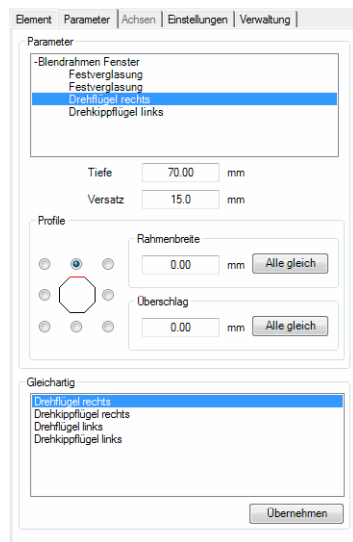 Element Parameter Achsen Einstellungen Verwaltung
Parameter
-Blendrahmen Fenster
Festverglasung
Festverglasung
Drehflügel rechts
Drehkippflügel links
Tiefe 70.00 mm
Versatz 15.0 mm
Profile
Rahmenbreite
0.00 mm Alle gleich
Überschlag
0.00 mm Alle gleich
Gleichartig
Drehflügel rechts
Drehkippflügel rechts
Drehflügel links
Drehkippflügel links
Übernehmen